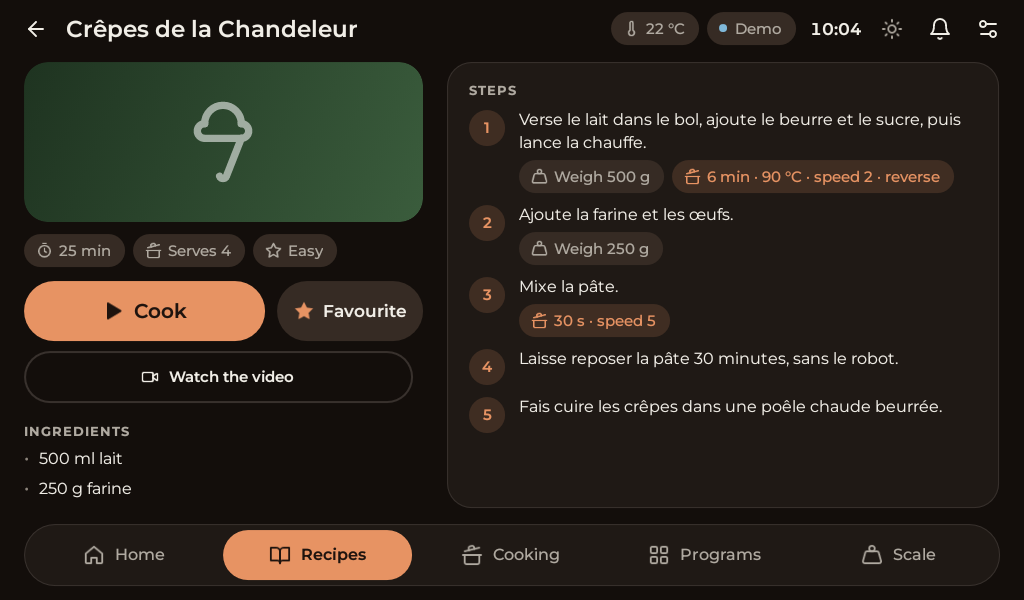 Crêpes de la Chandeleur
22 °C
Demo
10:04
25 min
Serves 4
Easy
Cook
Favourite
Watch the video
INGREDIENTS
· 500 ml lait
· 250 g farine
STEPS
1
Verse le lait dans le bol, ajoute le beurre et le sucre, puis
lance la chauffe.
Weigh 500 g
6 min · 90 °C · speed 2 · reverse
2
Ajoute la farine et les œufs.
Weigh 250 g
3
Mixe la pâte.
30 s · speed 5
4
Laisse reposer la pâte 30 minutes, sans le robot.
5
Fais cuire les crêpes dans une poêle chaude beurrée.
Home
Recipes
Cooking
Programs
Scale